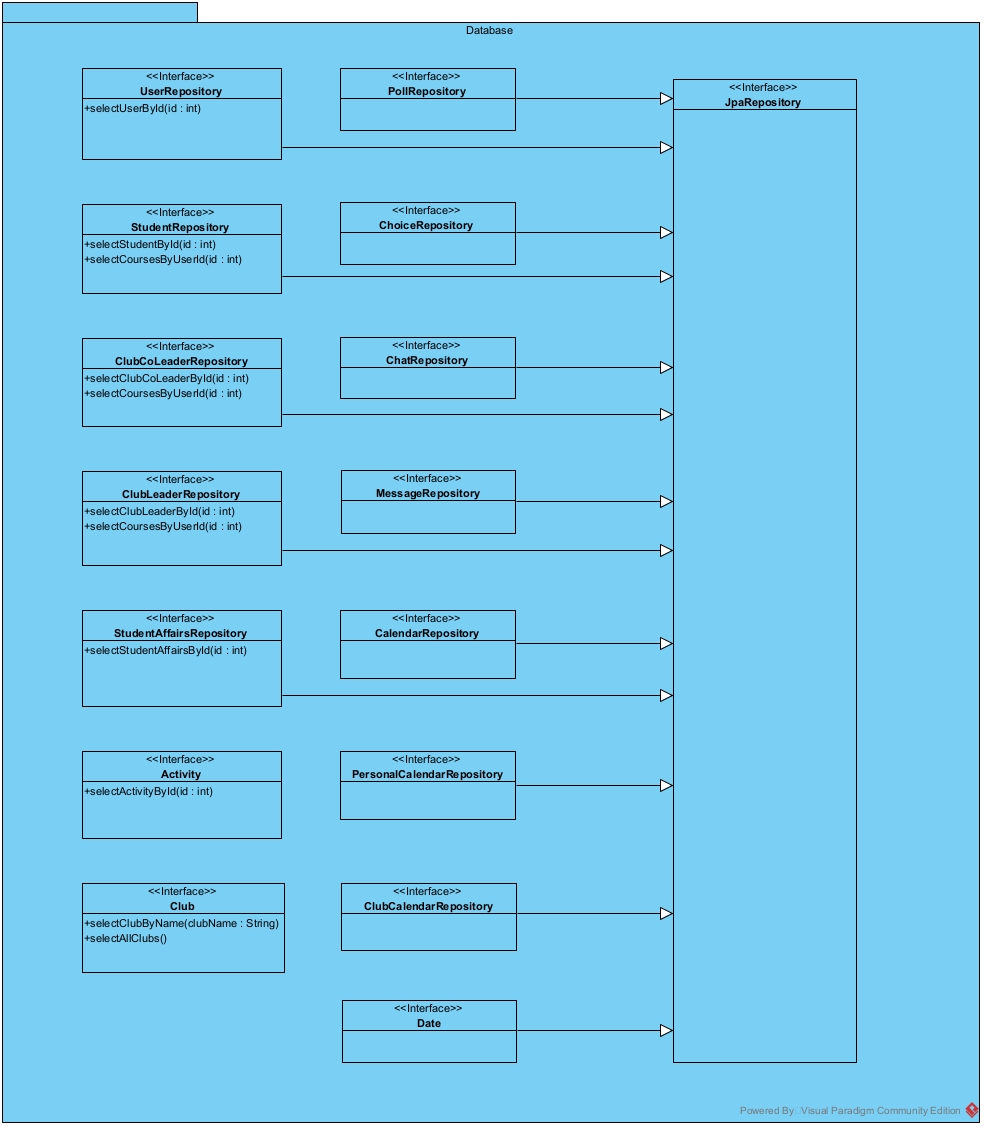 Database
<<Interface>>
UserRepository
+selectUserById(id : int)
<<Interface>>
PollRepository
<<Interface>>
JpaRepository
<<Interface>>
StudentRepository
+selectStudentById(id : int)
+selectCoursesByUserId(id : int)
<<Interface>>
ChoiceRepository
<<Interface>>
ClubCoLeaderRepository
+selectClubCoLeaderById(id : int)
+selectCoursesByUserId(id : int)
<<Interface>>
ChatRepository
<<Interface>>
ClubLeaderRepository
+selectClubLeaderById(id : int)
+selectCoursesByUserId(id : int)
<<Interface>>
MessageRepository
<<Interface>>
StudentAffairsRepository
+selectStudentAffairsById(id : int)
<<Interface>>
CalendarRepository
<<Interface>>
Activity
+selectActivityById(id : int)
<<Interface>>
PersonalCalendarRepository
<<Interface>>
Club
+selectClubByName(clubName : String)
+selectAllClubs()
<<Interface>>
ClubCalendarRepository
<<Interface>>
Date
Powered By Visual Paradigm Community Edition